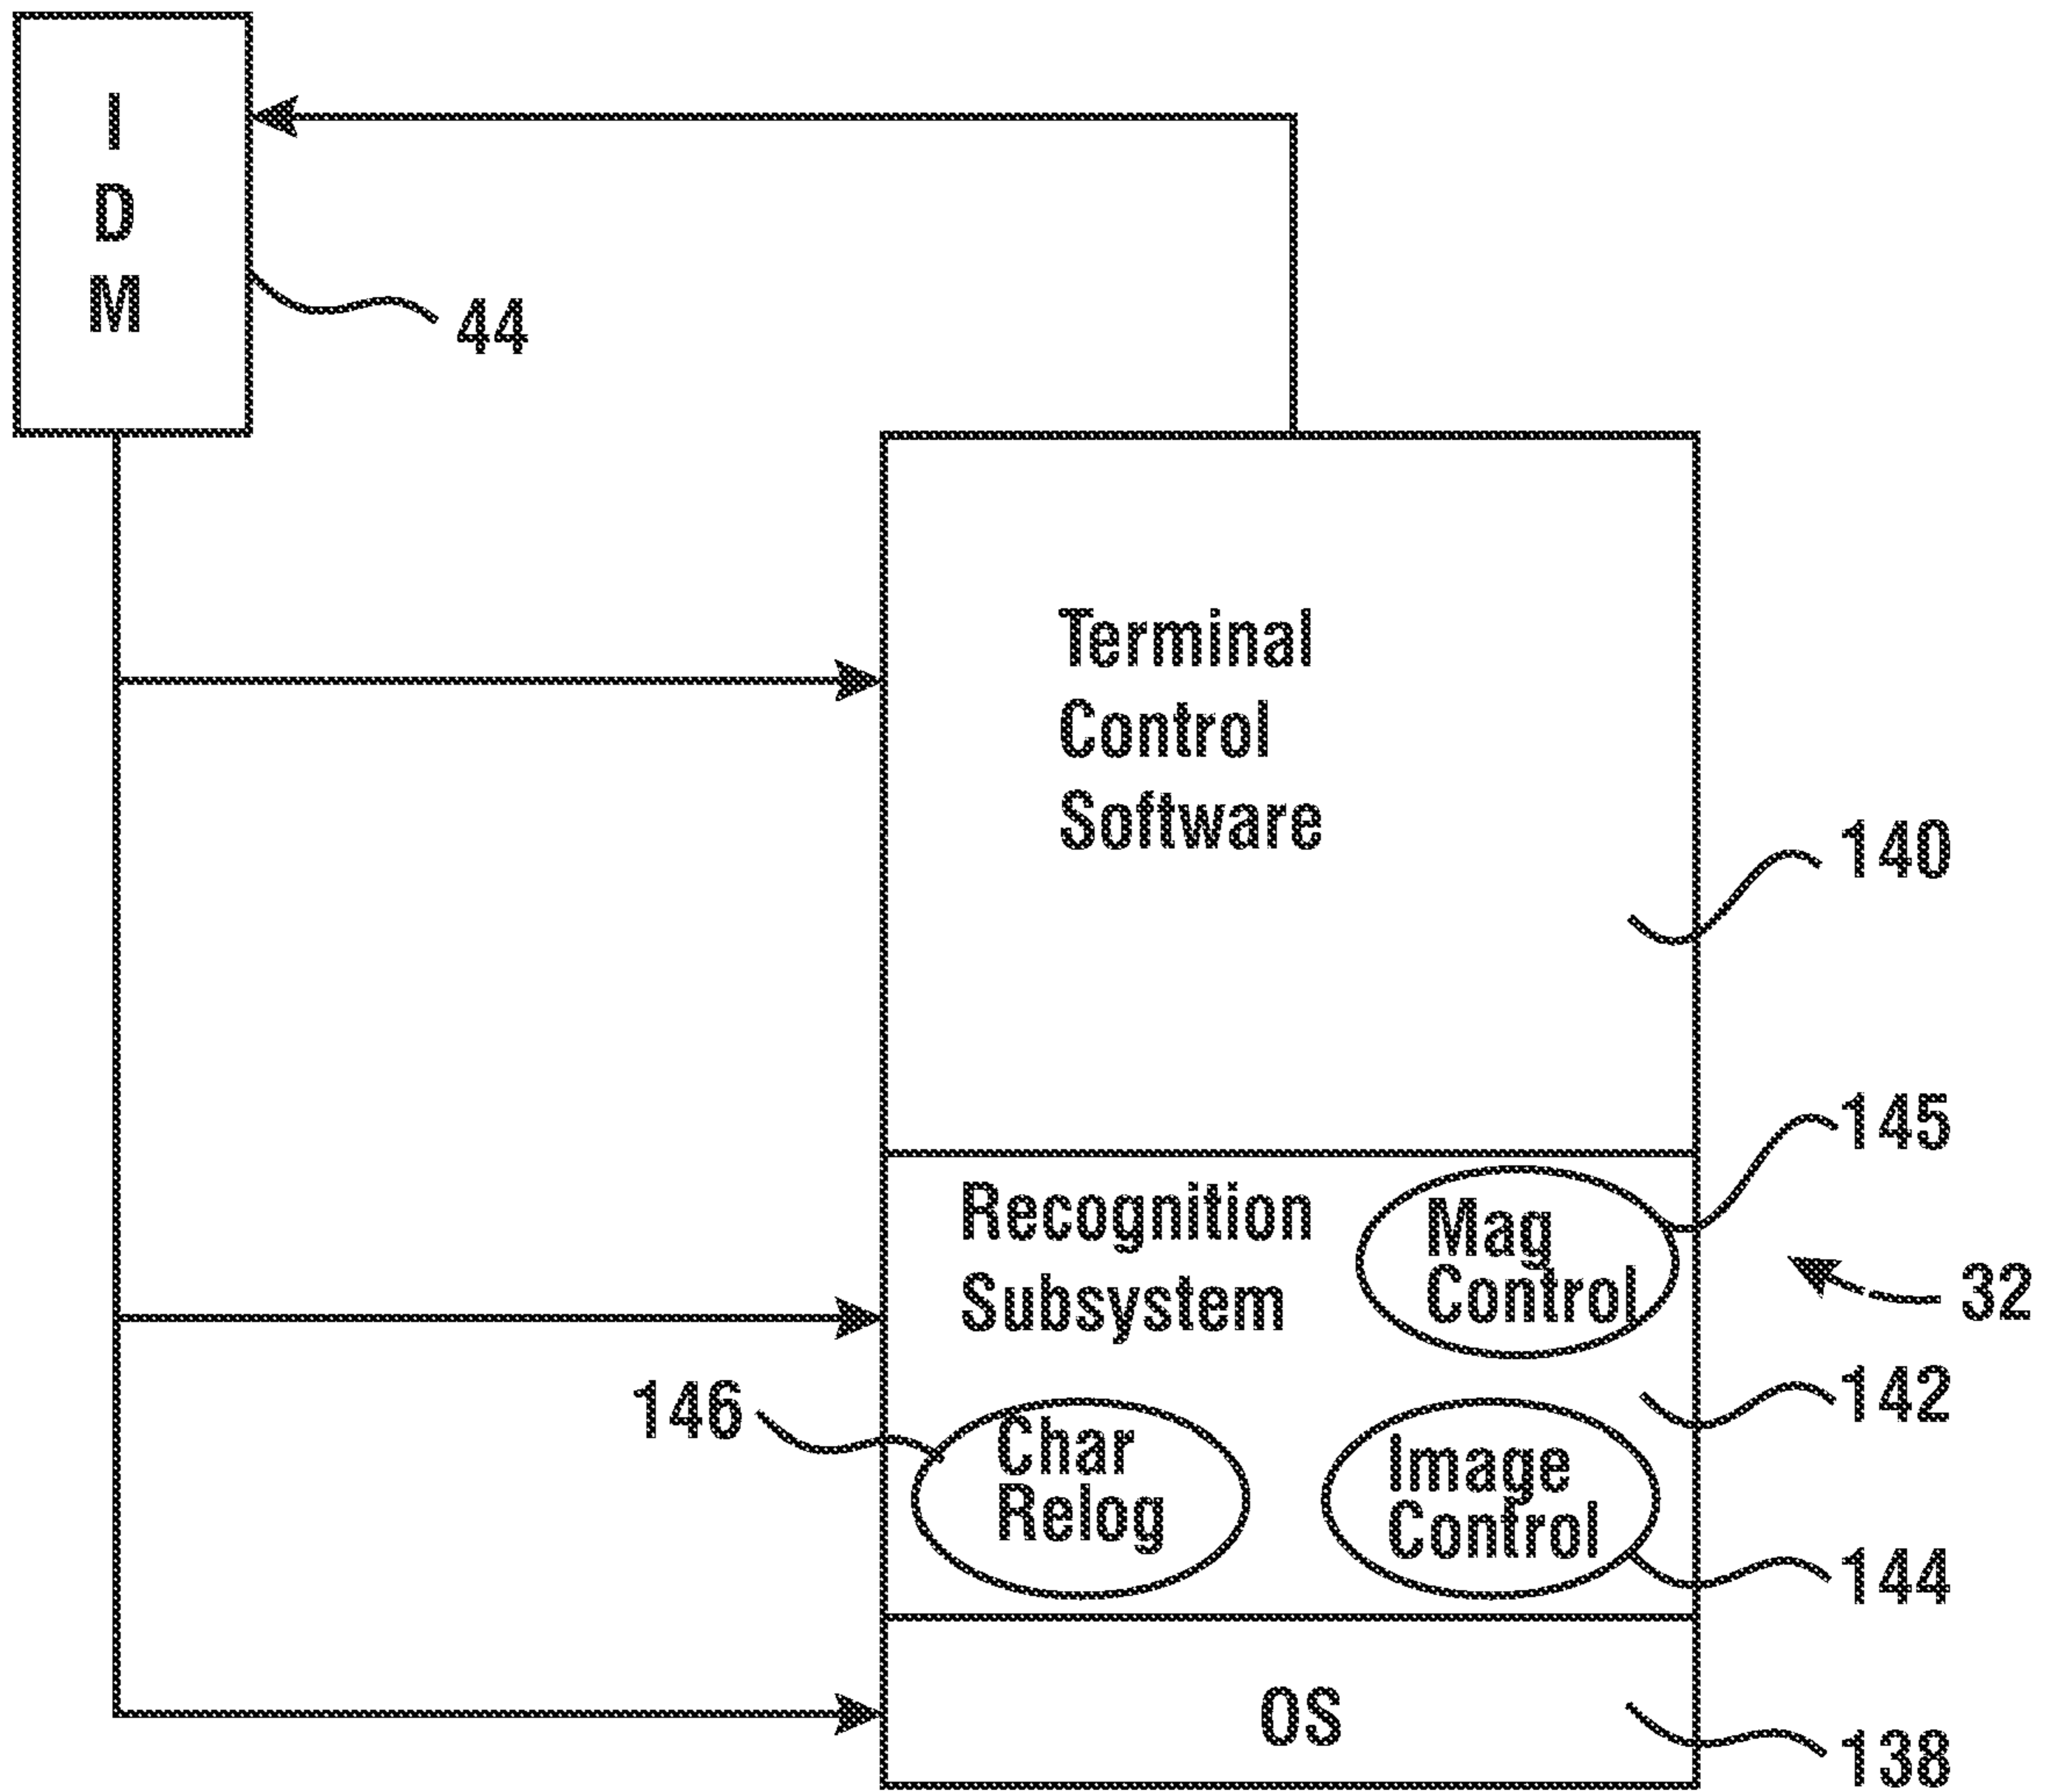 I
D
M
44
Terminal
Control
Software
140
145
Recognition
Subsystem
Mag
Control
32
142
146
Char
Relog
Image
Control
144
OS
138